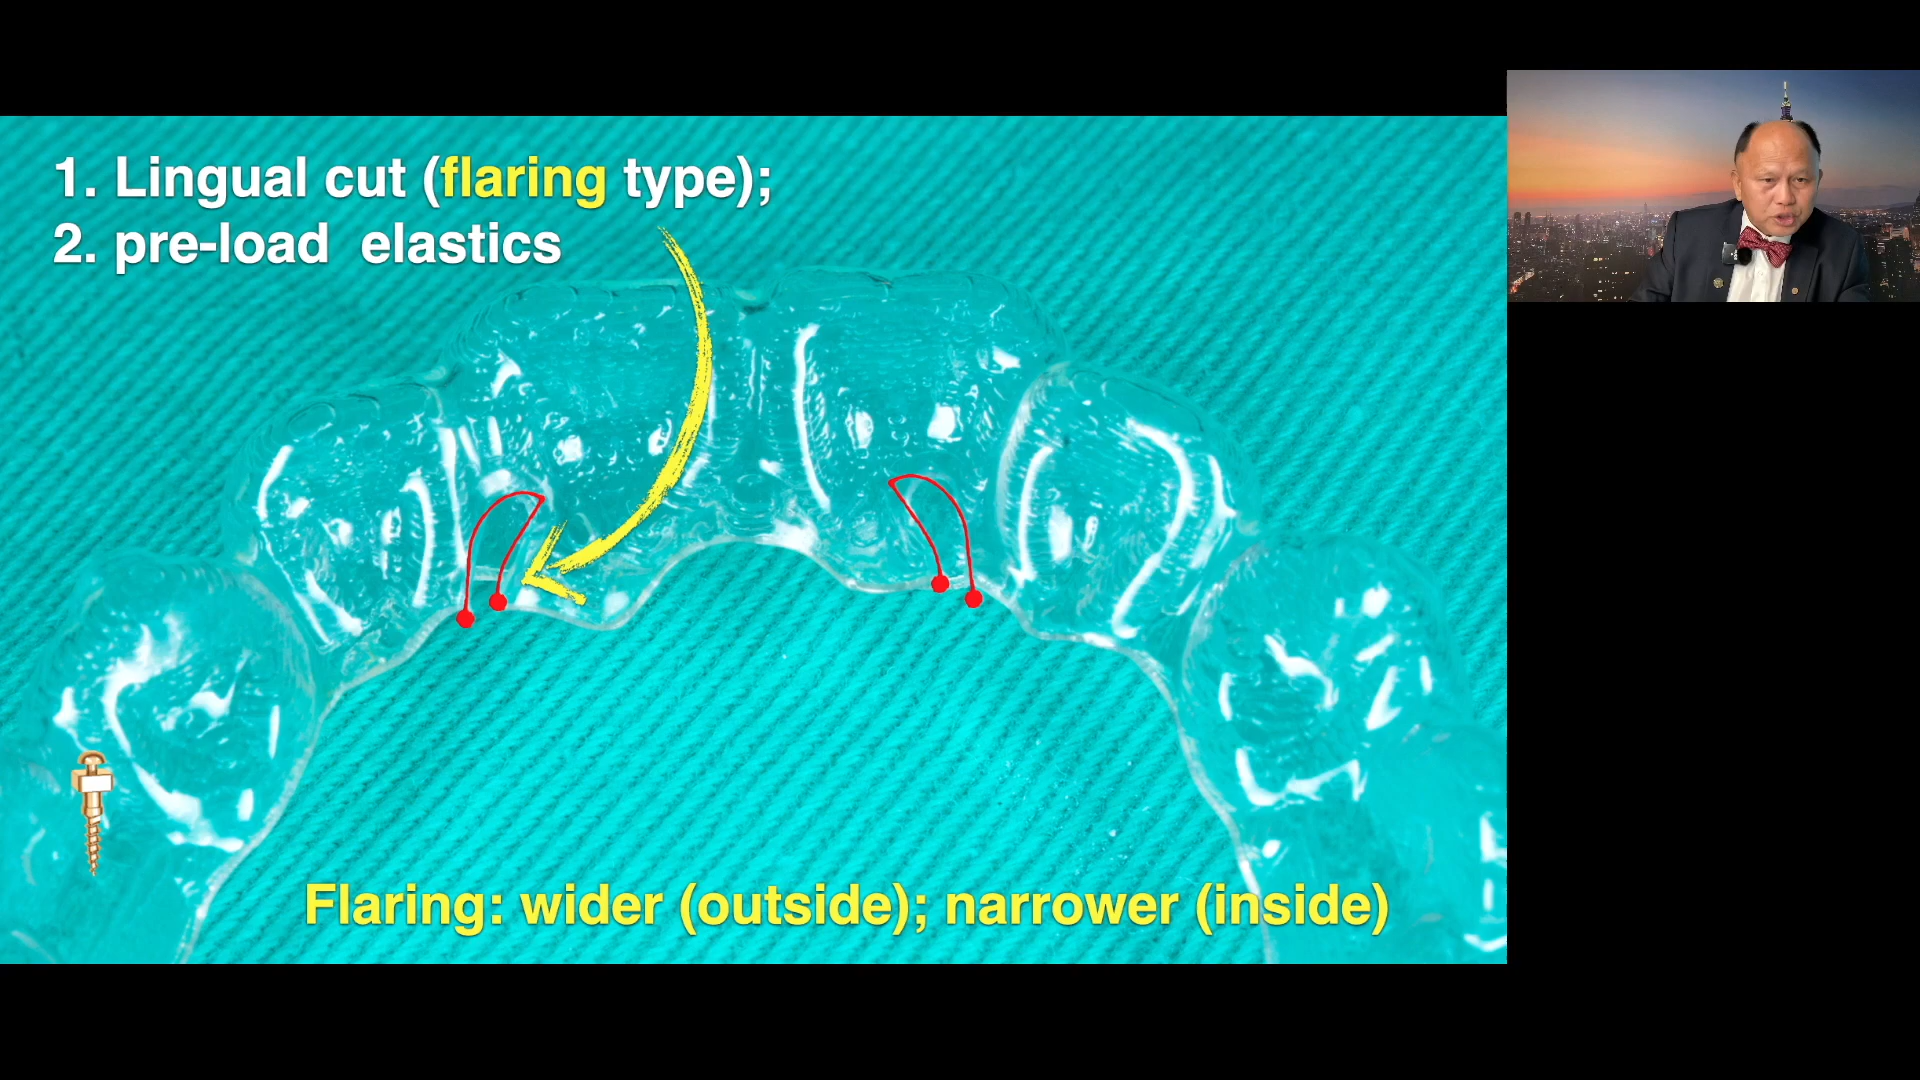 1. Lingual cut (flaring type);
2. pre-load elastics
Flaring: wider (outside); narrower (inside)